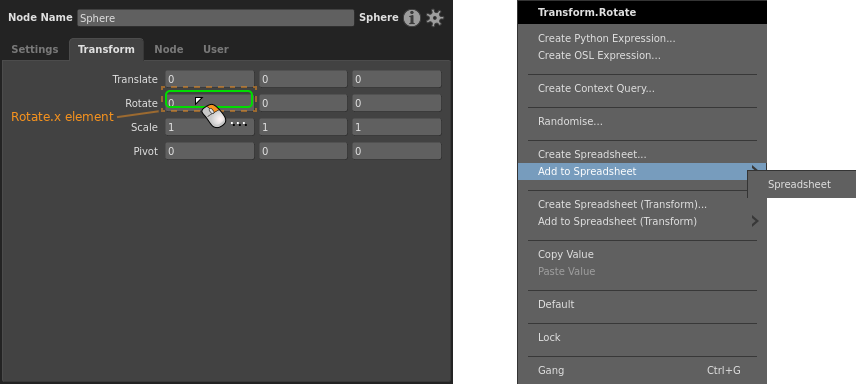 Node Name Sphere Sphere
Settings Transform Node User
Translate 0 0 0
Rotate 0 0 0
Rotate.x element
Scale 1 1 1
Pivot 0 0 0
Transform.Rotate
Create Python Expression...
Create OSL Expression...
Create Context Query...
Randomise...
Create Spreadsheet...
Add to Spreadsheet
Spreadsheet
Create Spreadsheet (Transform)...
Add to Spreadsheet (Transform)
Copy Value
Paste Value
Default
Lock
Gang Ctrl+G